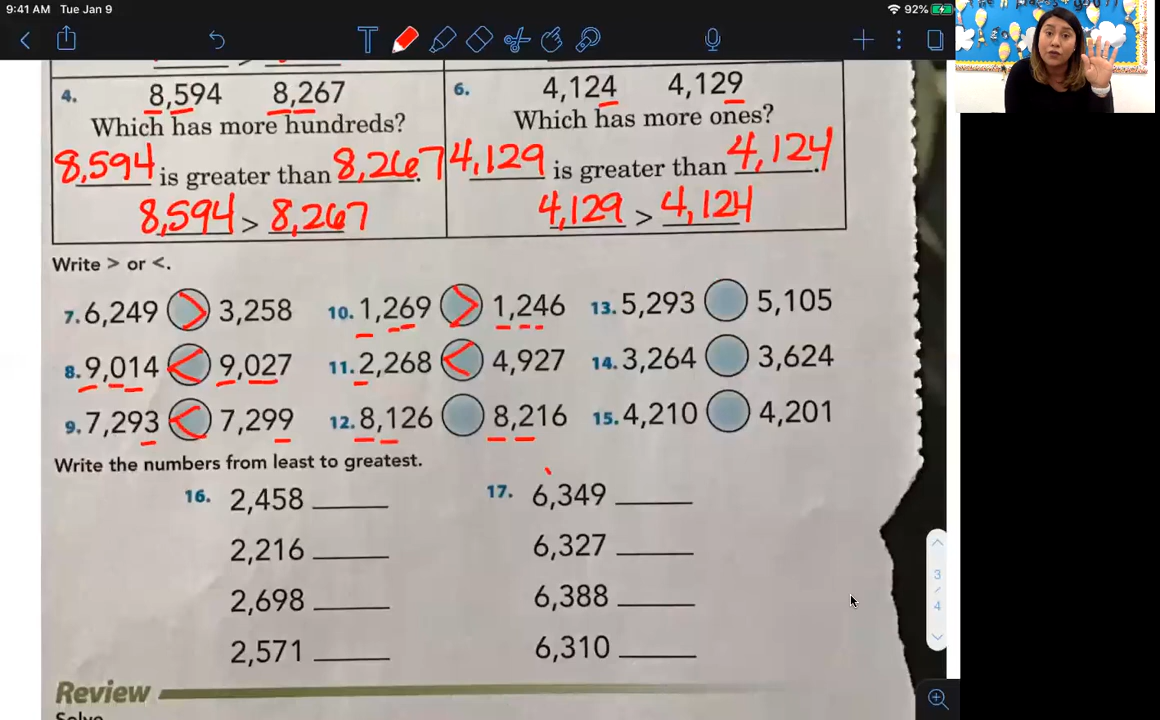 9:41 AM Tue Jan 9
92%
4. 8,594 8,267
Which has more hundreds?
8,594 is greater than 8,267.
8,594 > 8,267
6. 4,124 4,129
Which has more ones?
4,129 is greater than 4,124.
4,129 > 4,124
Write > or <.
7. 6,249 > 3,258
10. 1,269 > 1,246
13. 5,293 5,105
8. 9,014 < 9,027
11. 2,268 < 4,927
14. 3,264 3,624
9. 7,293 < 7,299
12. 8,126 8,216
15. 4,210 4,201
Write the numbers from least to greatest.
16. 2,458
2,216
2,698
2,571
17. 6,349
6,327
6,388
6,310
3 / 4
Review
Solve